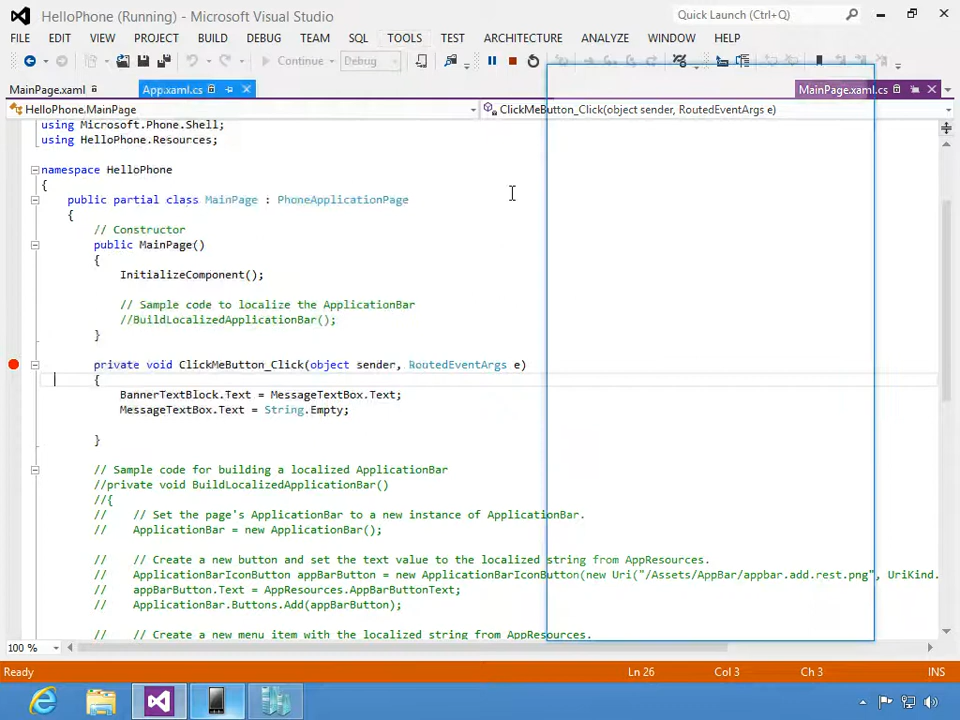 HelloPhone (Running) - Microsoft Visual Studio
Quick Launch (Ctrl+Q)
FILE EDIT VIEW PROJECT BUILD DEBUG TEAM SQL TOOLS TEST ARCHITECTURE ANALYZE WINDOW HELP
Continue Debug
MainPage.xaml App.xaml.cs MainPage.xaml.cs
HelloPhone.MainPage ClickMeButton_Click(object sender, RoutedEventArgs e)
using Microsoft.Phone.Shell;
using HelloPhone.Resources;
namespace HelloPhone
{
public partial class MainPage : PhoneApplicationPage
{
// Constructor
public MainPage()
{
InitializeComponent();
// Sample code to localize the ApplicationBar
//BuildLocalizedApplicationBar();
}
private void ClickMeButton_Click(object sender, RoutedEventArgs e)
{
BannerTextBlock.Text = MessageTextBox.Text;
MessageTextBox.Text = String.Empty;
}
// Sample code for building a localized ApplicationBar
//private void BuildLocalizedApplicationBar()
//{
// // Set the page's ApplicationBar to a new instance of ApplicationBar.
// ApplicationBar = new ApplicationBar();
// // Create a new button and set the text value to the localized string from AppResources.
// ApplicationBarIconButton appBarButton = new ApplicationBarIconButton(new Uri("/Assets/AppBar/appbar.add.rest.png", UriKind.
// appBarButton.Text = AppResources.AppBarButtonText;
// ApplicationBar.Buttons.Add(appBarButton);
// // Create a new menu item with the localized string from AppResources.
100 %
Ready Ln 26 Col 3 Ch 3 INS